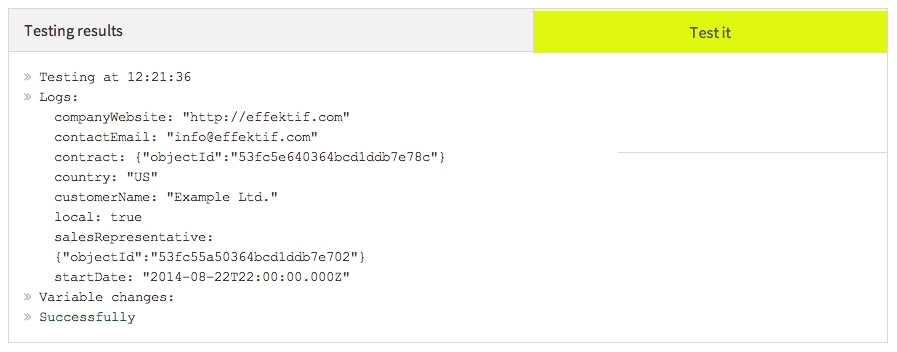 Testing results
Test it
» Testing at 12:21:36
» Logs:
companyWebsite: "http://effektif.com"
contactEmail: "info@effektif.com"
contract: {"objectId":"53fc5e640364bcd1ddb7e78c"}
country: "US"
customerName: "Example Ltd."
local: true
salesRepresentative:
{"objectId":"53fc55a50364bcd1ddb7e702"}
startDate: "2014-08-22T22:00:00.000Z"
» Variable changes:
» Successfully